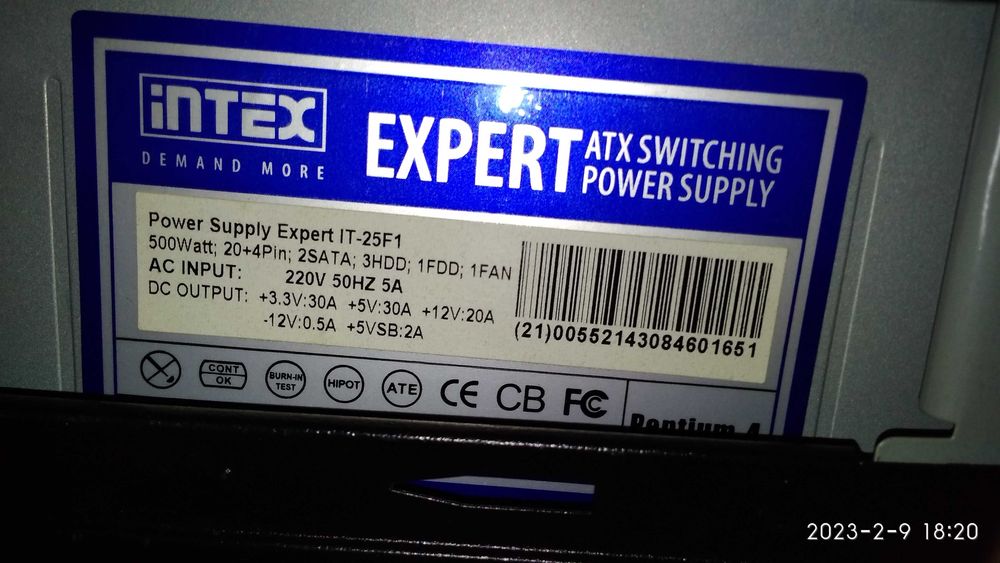 iNTEX
DEMAND MORE
EXPERT ATX SWITCHING
POWER SUPPLY
Power Supply Expert IT-25F1
500Watt; 20+4Pin; 2SATA; 3HDD; 1FDD; 1FAN
AC INPUT: 220V 50HZ 5A
DC OUTPUT: +3.3V:30A +5V:30A +12V:20A
-12V:0.5A +5VSB:2A
(21)00552143084601651
CONT
OK
BURN-IN
TEST
HIPOT
ATE
CE
CB
FC
Pentium 4
2023-2-9 18:20